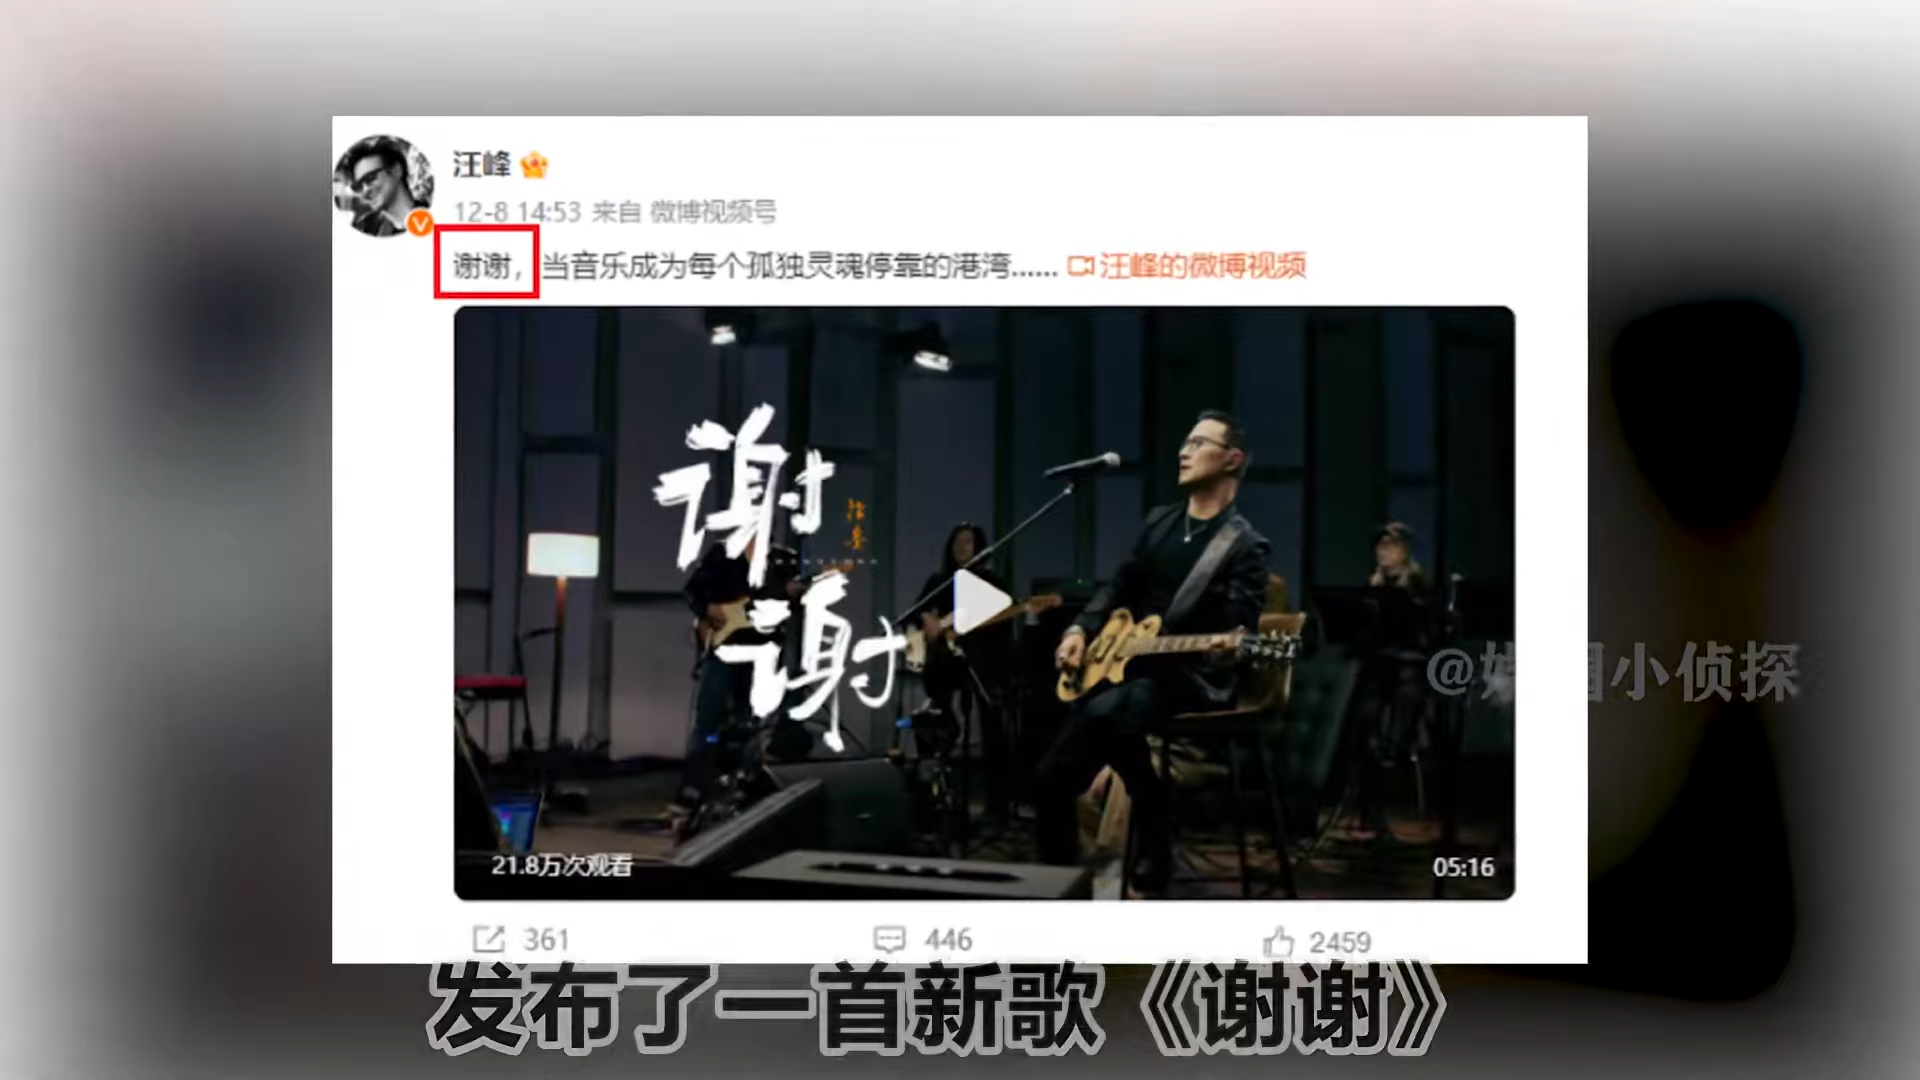 汪峰
12-8 14:53 来自 微博视频号
谢谢，当音乐成为每个孤独灵魂停靠的港湾…… 汪峰的微博视频
谢
谢
21.8万次观看
05:16
361
446
2459
小侦探
发布了一首新歌《谢谢》